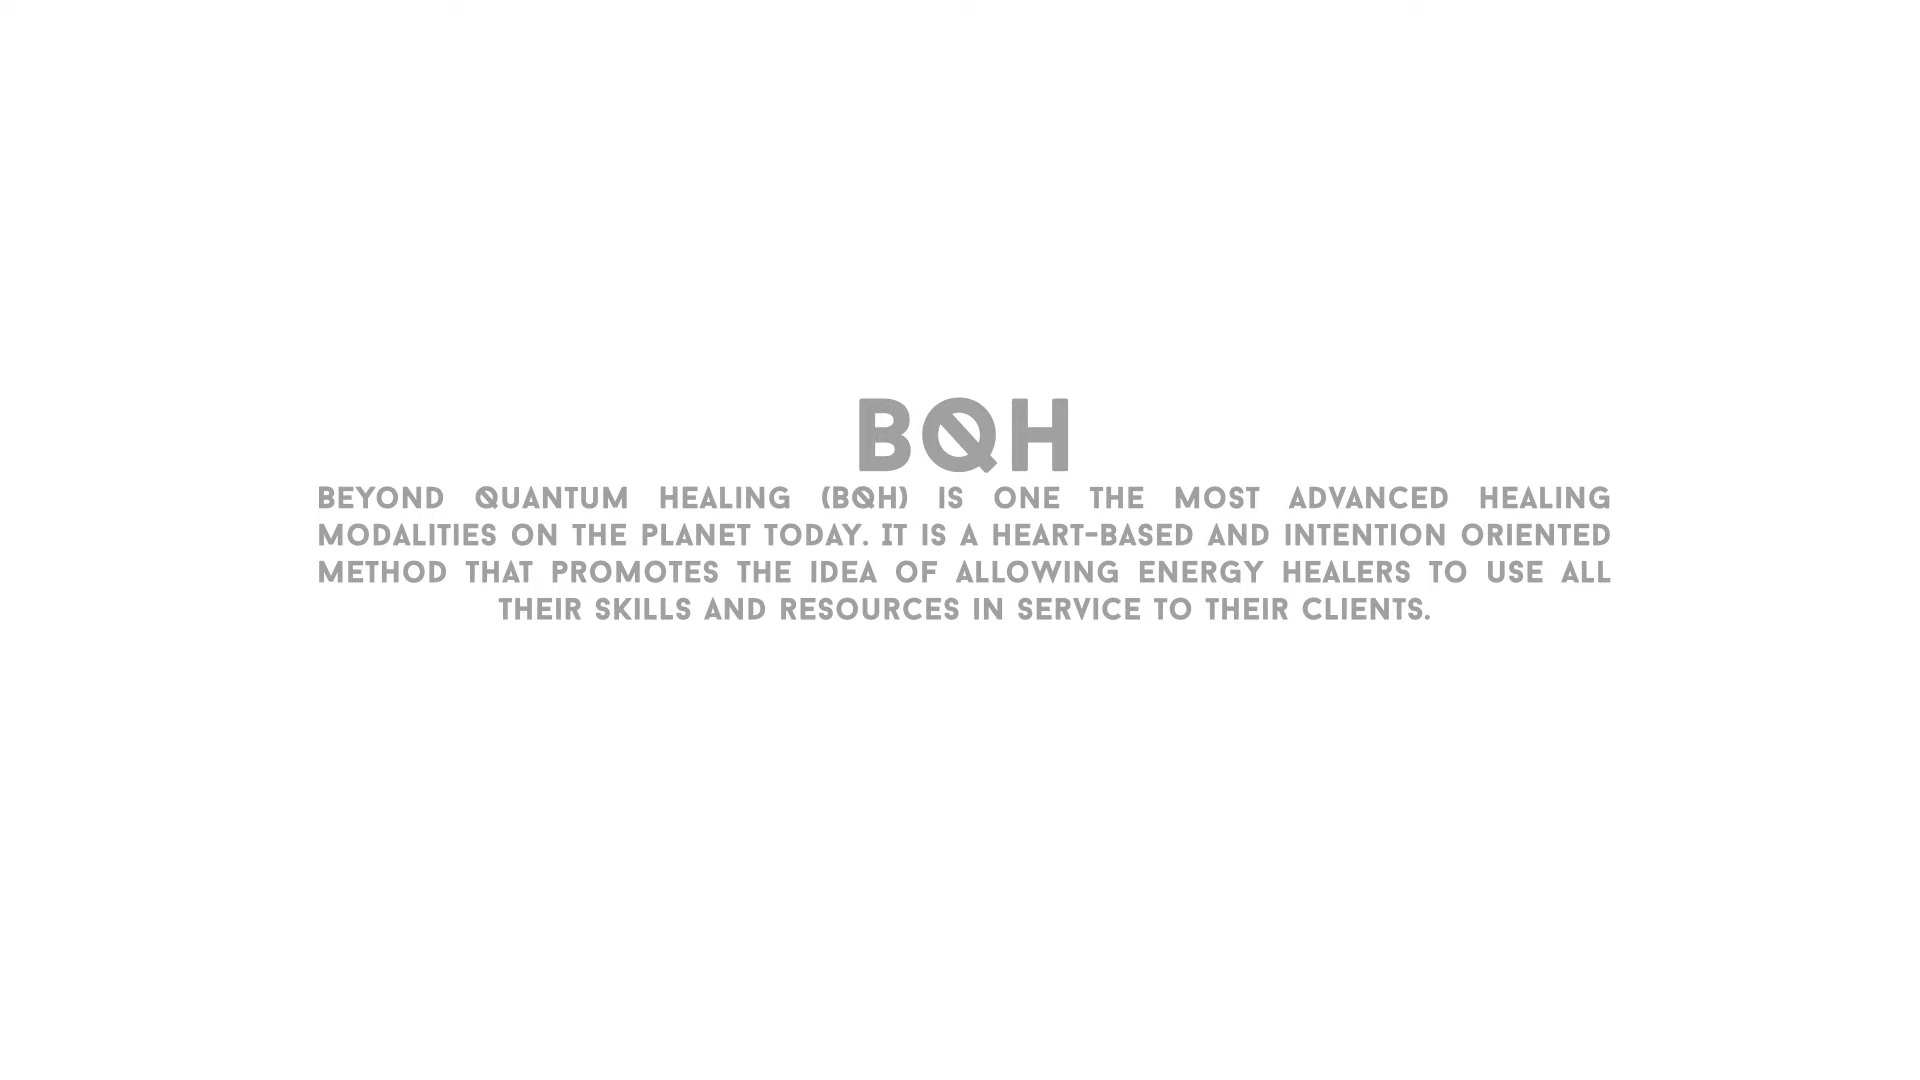 BQH
BEYOND QUANTUM HEALING (BQH) IS ONE THE MOST ADVANCED HEALING
MODALITIES ON THE PLANET TODAY. IT IS A HEART-BASED AND INTENTION ORIENTED
METHOD THAT PROMOTES THE IDEA OF ALLOWING ENERGY HEALERS TO USE ALL
THEIR SKILLS AND RESOURCES IN SERVICE TO THEIR CLIENTS.